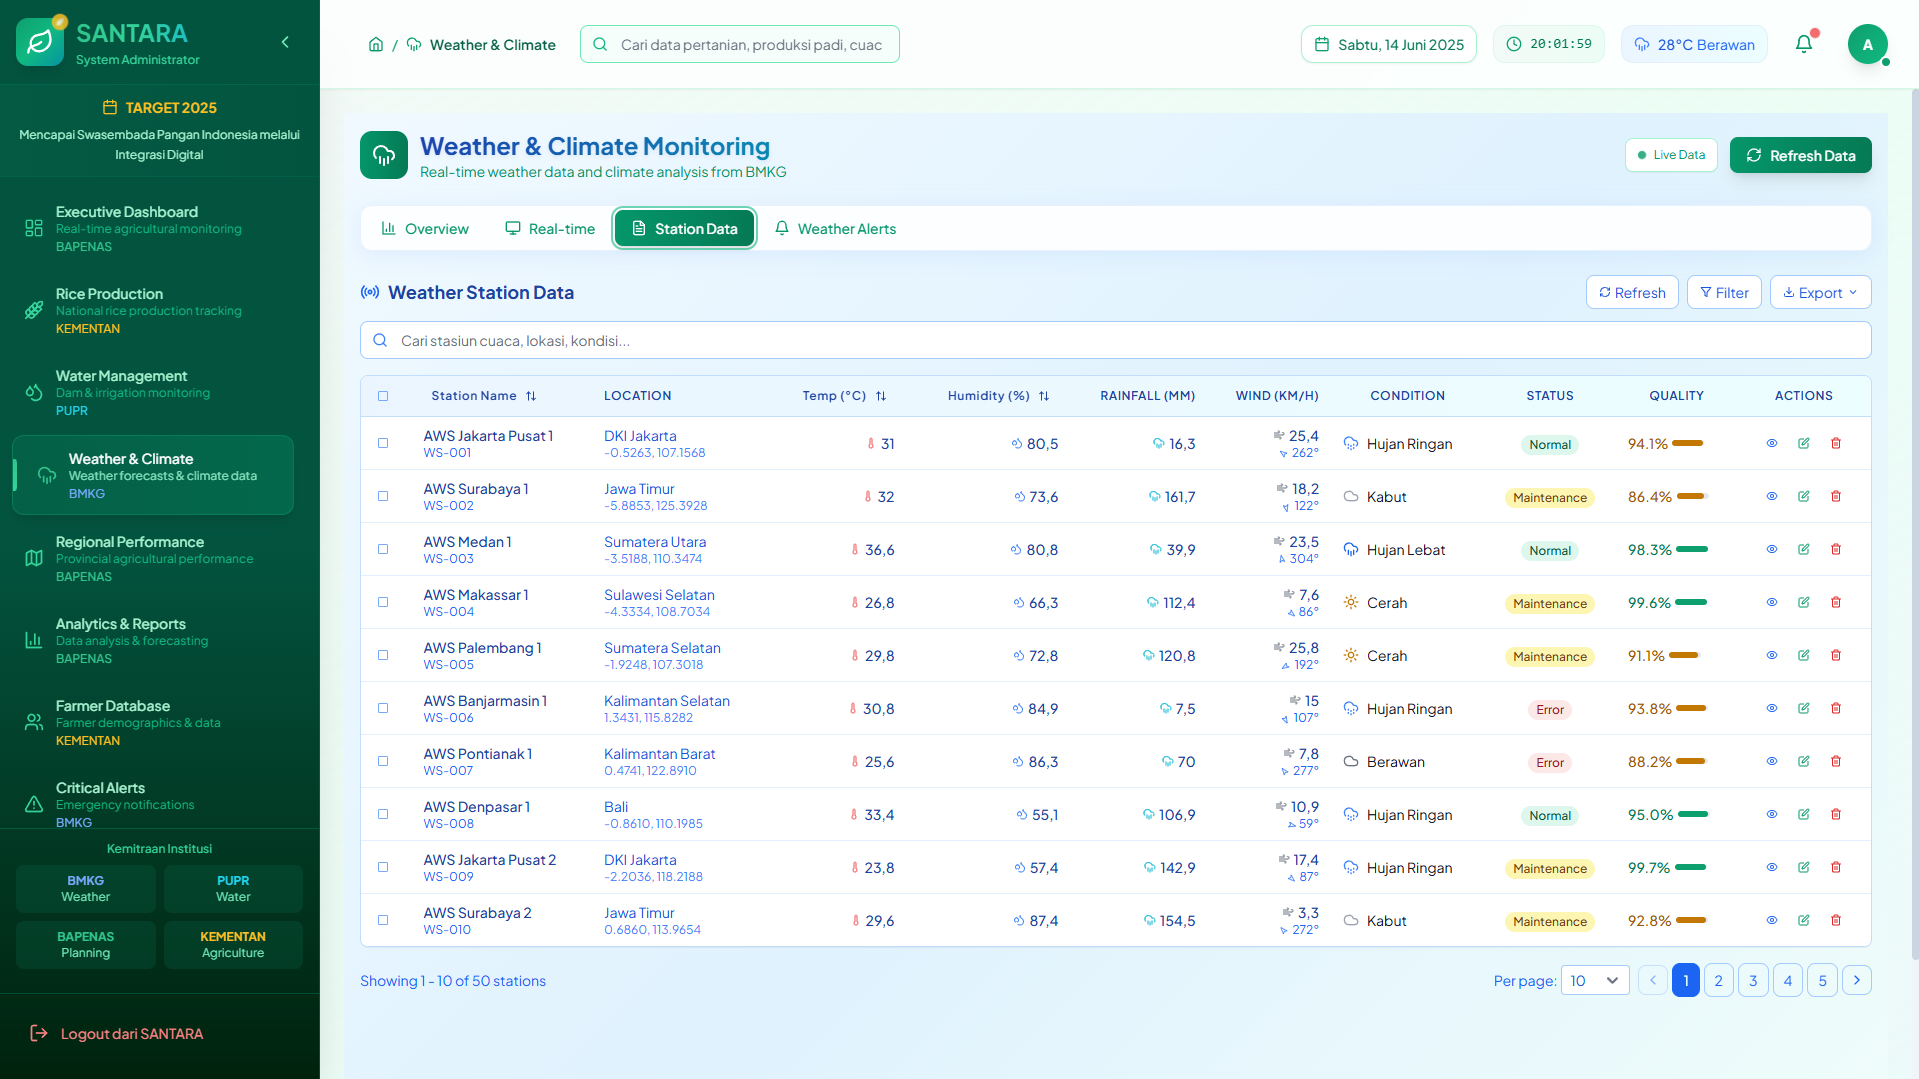 SANTARA
System Administrator
TARGET 2025
Mencapai Swasembada Pangan Indonesia melalui
Integrasi Digital
Executive Dashboard
Real-time agricultural monitoring
BAPENAS
Rice Production
National rice production tracking
KEMENTAN
Water Management
Dam & irrigation monitoring
PUPR
Weather & Climate
Weather forecasts & climate data
BMKG
Regional Performance
Provincial agricultural performance
BAPENAS
Analytics & Reports
Data analysis & forecasting
BAPENAS
Farmer Database
Farmer demographics & data
KEMENTAN
Critical Alerts
Emergency notifications
BMKG
Kemitraan Institusi
BMKG
Weather
PUPR
Water
BAPENAS
Planning
KEMENTAN
Agriculture
Logout dari SANTARA
/ Weather & Climate
Cari data pertanian, produksi padi, cuac
Sabtu, 14 Juni 2025
20:01:59
28°C Berawan
A
Weather & Climate Monitoring
Real-time weather data and climate analysis from BMKG
Live Data
Refresh Data
Overview
Real-time
Station Data
Weather Alerts
Weather Station Data
Refresh
Filter
Export
Cari stasiun cuaca, lokasi, kondisi...
Station Name LOCATION Temp (°C) Humidity (%) RAINFALL (MM) WIND (KM/H) CONDITION STATUS QUALITY ACTIONS
AWS Jakarta Pusat 1 DKI Jakarta 31 80,5 16,3 25,4 Hujan Ringan Normal 94.1%
WS-001 -0.5263, 107.1568 262°
AWS Surabaya 1 Jawa Timur 32 73,6 161,7 18,2 Kabut Maintenance 86.4%
WS-002 -5.8853, 125.3928 122°
AWS Medan 1 Sumatera Utara 36,6 80,8 39,9 23,5 Hujan Lebat Normal 98.3%
WS-003 -3.5188, 110.3474 304°
AWS Makassar 1 Sulawesi Selatan 26,8 66,3 112,4 7,6 Cerah Maintenance 99.6%
WS-004 -4.3334, 108.7034 86°
AWS Palembang 1 Sumatera Selatan 29,8 72,8 120,8 25,8 Cerah Maintenance 91.1%
WS-005 -1.9248, 107.3018 192°
AWS Banjarmasin 1 Kalimantan Selatan 30,8 84,9 7,5 15 Hujan Ringan Error 93.8%
WS-006 1.3431, 115.8282 107°
AWS Pontianak 1 Kalimantan Barat 25,6 86,3 70 7,8 Berawan Error 88.2%
WS-007 0.4741, 122.8910 277°
AWS Denpasar 1 Bali 33,4 55,1 106,9 10,9 Hujan Ringan Normal 95.0%
WS-008 -0.8610, 110.1985 59°
AWS Jakarta Pusat 2 DKI Jakarta 23,8 57,4 142,9 17,4 Hujan Ringan Maintenance 99.7%
WS-009 -2.2036, 118.2188 87°
AWS Surabaya 2 Jawa Timur 29,6 87,4 154,5 3,3 Kabut Maintenance 92.8%
WS-010 0.6860, 113.9654 272°
Showing 1 - 10 of 50 stations
Per page: 10 1 2 3 4 5